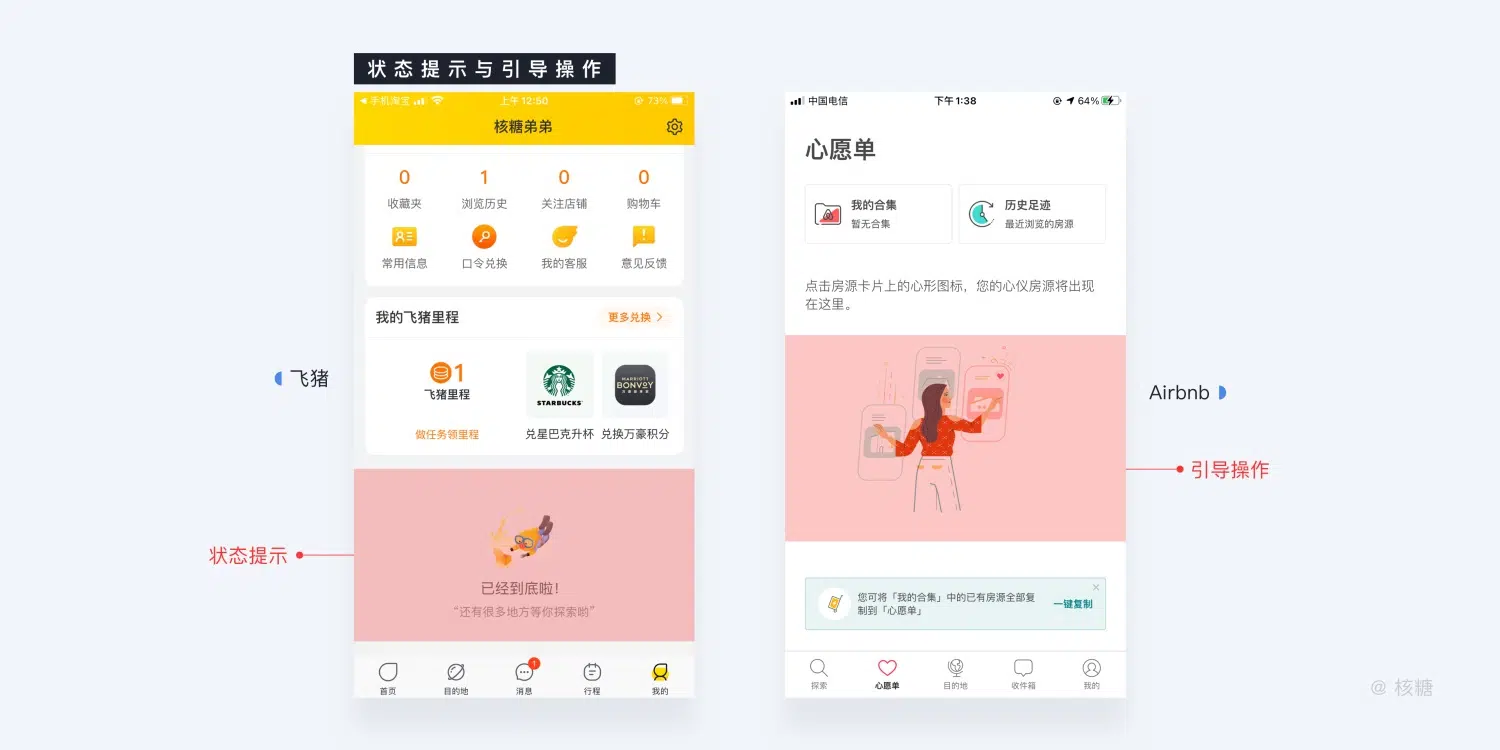 状态提示与引导操作
手机淘宝
上午12:50
73%
核糖弟弟
0
1
0
0
收藏夹
浏览历史
关注店铺
购物车
常用信息
口令兑换
我的客服
意见反馈
我的飞猪里程
更多兑换
1
飞猪里程
做任务领里程
STARBUCKS
兑星巴克升杯
MARRIOTT
BONVOY
兑换万豪积分
已经到底啦!
“还有很多地方等你探索哟”
首页
目的地
1
消息
行程
我的
飞猪
状态提示
中国电信
下午1:38
64%
心愿单
我的合集
暂无合集
历史足迹
最近浏览的房源
点击房源卡片上的心形图标，您的心仪房源将出现
在这里。
您可将「我的合集」中的已有房源全部复
制到「心愿单」
一键复制
探索
心愿单
目的地
收件箱
我的
Airbnb
引导操作
@ 核糖